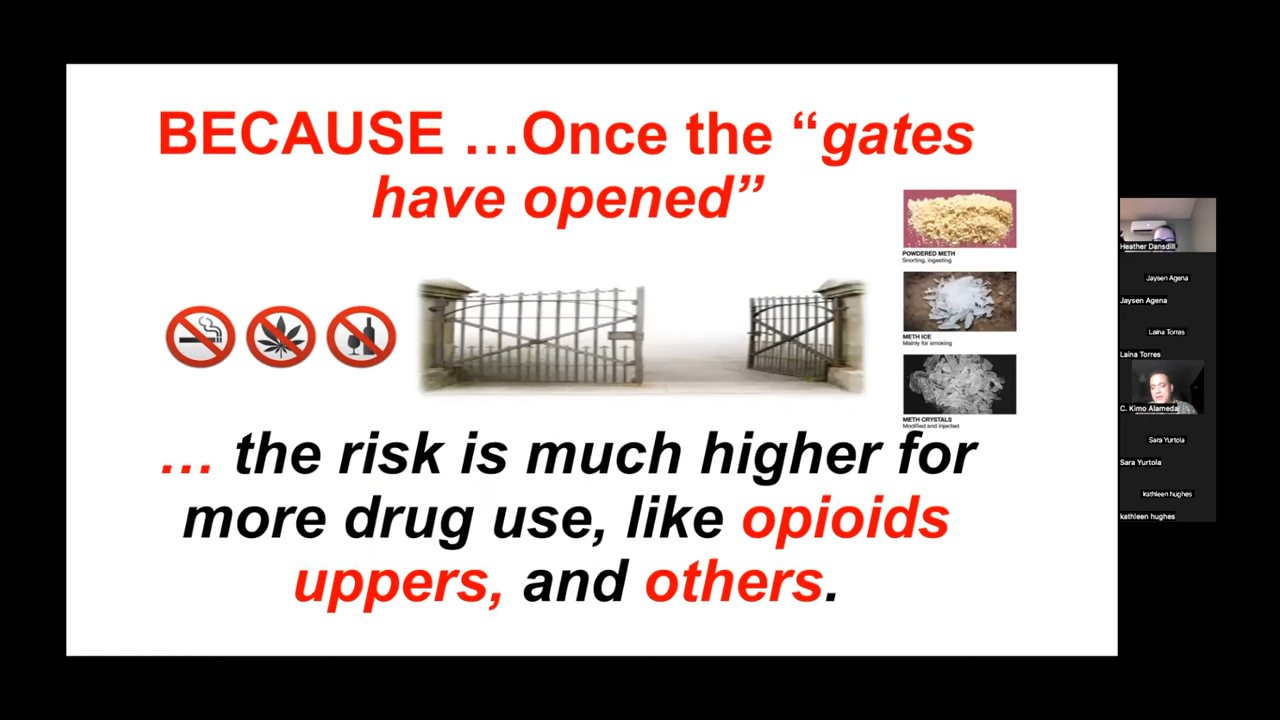 BECAUSE …Once the “gates
have opened”
POWDERED METH
Snorting, ingesting
METH ICE
Mainly for smoking
METH CRYSTALS
Modified and injected
… the risk is much higher for
more drug use, like opioids
uppers, and others.
Heather Dansdill
Jaysen Agena
Jaysen Agena
Laina Torres
Laina Torres
C. Kimo Alameda
Sara Yurtola
Sara Yurtola
kathleen hughes
kathleen hughes